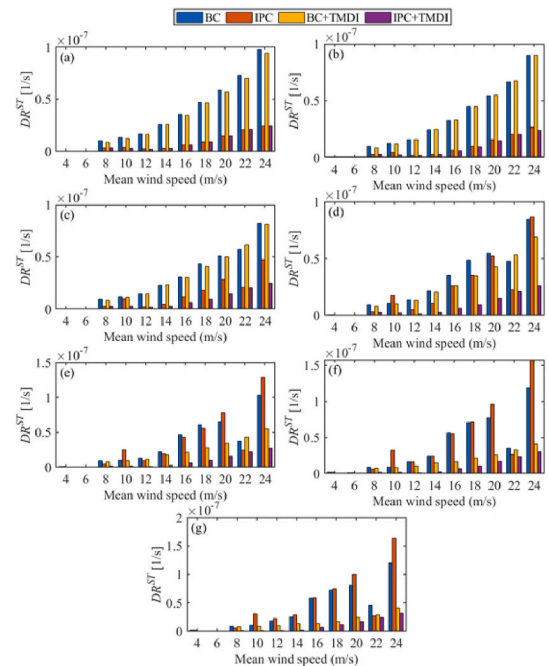 BC IPC BC+TMDI IPC+TMDI
×10⁻⁷ ×10⁻⁷
1 (a) 1 (b)
0.5 0.5
0 0
DR^ST [1/s] DR^ST [1/s]
4 6 8 10 12 14 16 18 20 22 24 4 6 8 10 12 14 16 18 20 22 24
Mean wind speed (m/s) Mean wind speed (m/s)
×10⁻⁷ ×10⁻⁷
1 (c) 1 (d)
0.5 0.5
0 0
DR^ST [1/s] DR^ST [1/s]
4 6 8 10 12 14 16 18 20 22 24 4 6 8 10 12 14 16 18 20 22 24
Mean wind speed (m/s) Mean wind speed (m/s)
×10⁻⁷ ×10⁻⁷
1.5 (e) 1.5 (f)
1 1
0.5 0.5
0 0
DR^ST [1/s] DR^ST [1/s]
4 6 8 10 12 14 16 18 20 22 24 4 6 8 10 12 14 16 18 20 22 24
Mean wind speed (m/s) Mean wind speed (m/s)
×10⁻⁷
2 (g)
1.5
1
0.5
0
DR^ST [1/s]
4 6 8 10 12 14 16 18 20 22 24
Mean wind speed (m/s)